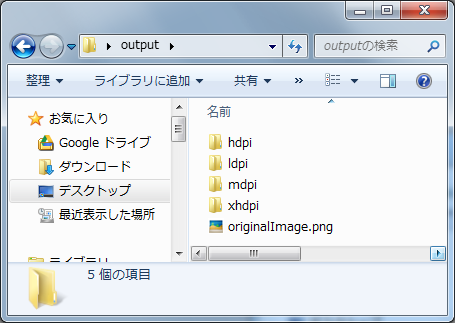 output
outputの検索
整理 ライブラリに追加 共有 »
お気に入り
Google ドライブ
ダウンロード
デスクトップ
最近表示した場所
ライブラリ
名前
hdpi
ldpi
mdpi
xhdpi
originalImage.png
5 個の項目